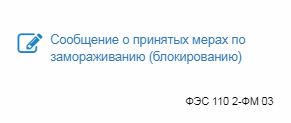 Сообщение о принятых мерах по
замораживанию (блокированию)
ФЭС 110 2-ФМ 03